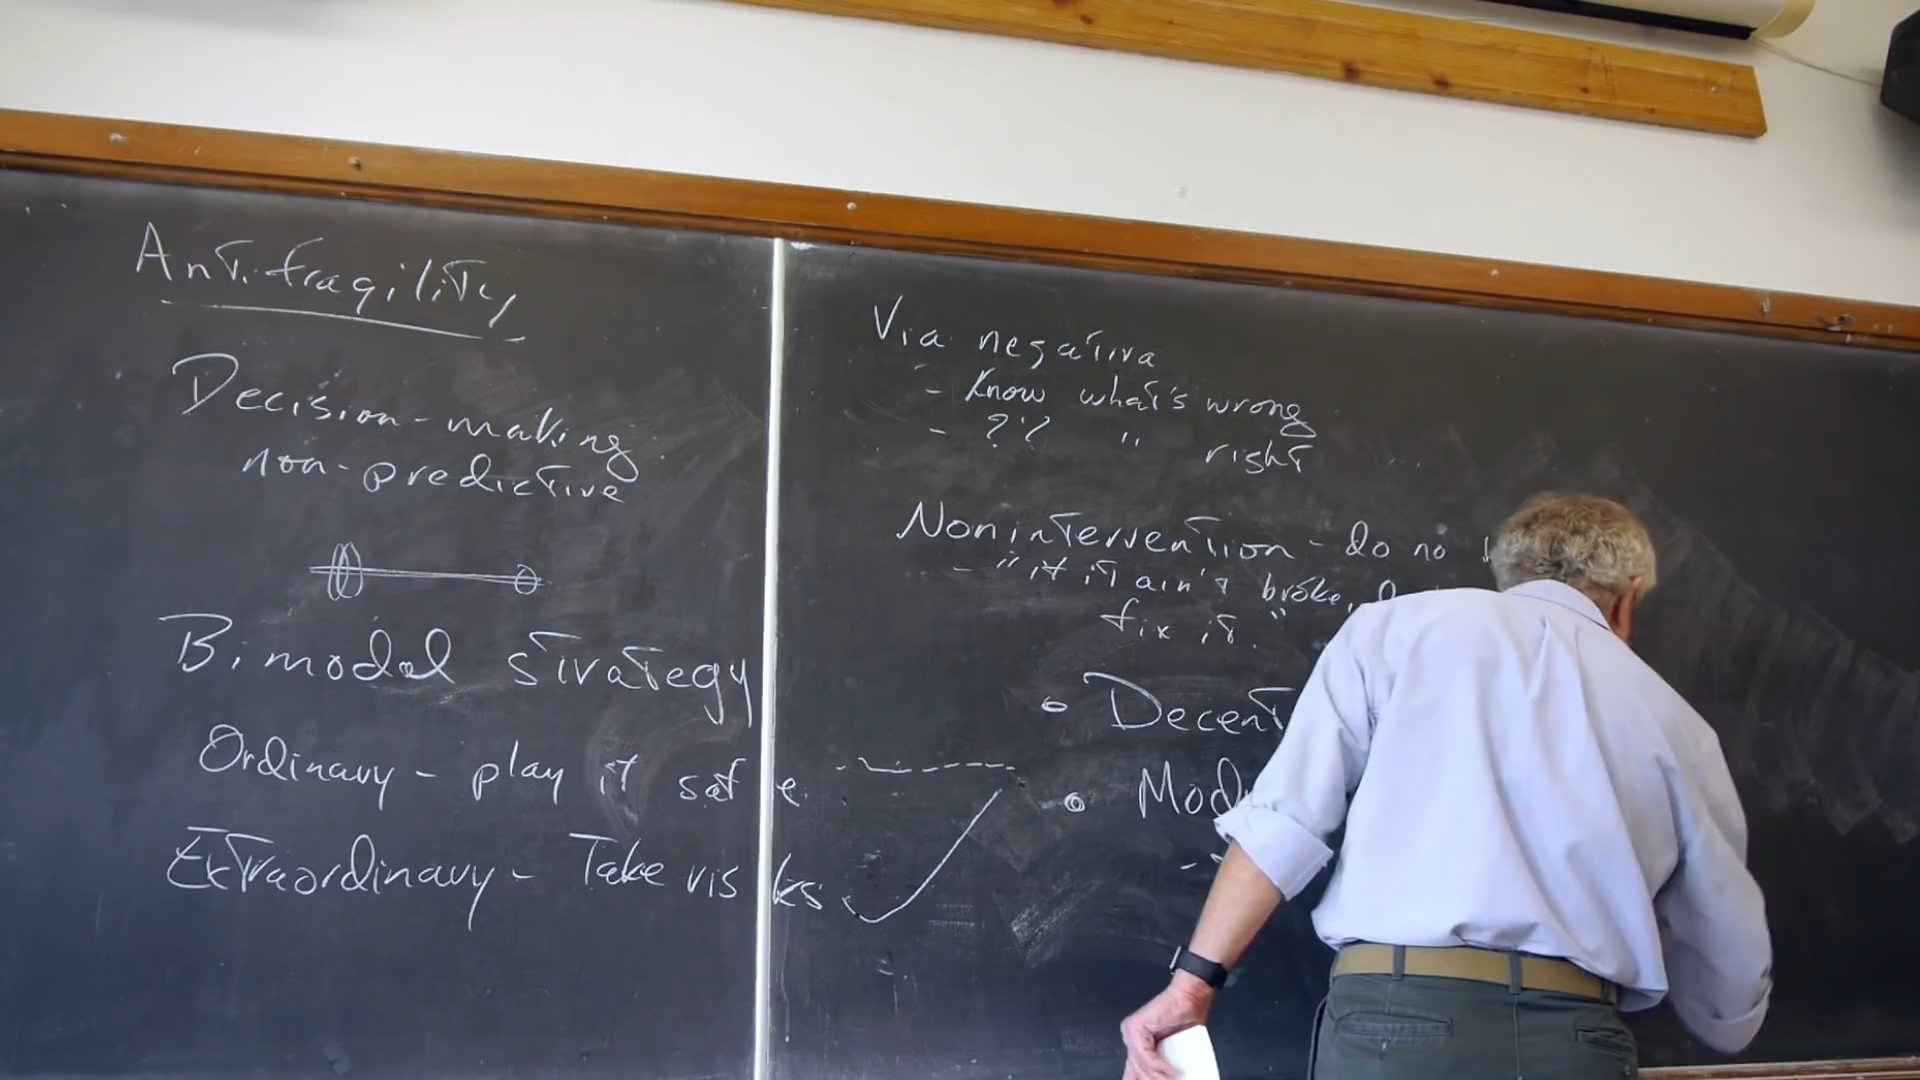 Antifragility
Decision-making
non-predictive
Bimodal strategy
Ordinary - play it safe
Extraordinary - Take risks
Via negativa
- Know what's wrong
- ?? " right
Nonintervention - do no
- "if it ain't broke,
fix it."
• Decent
• Mod